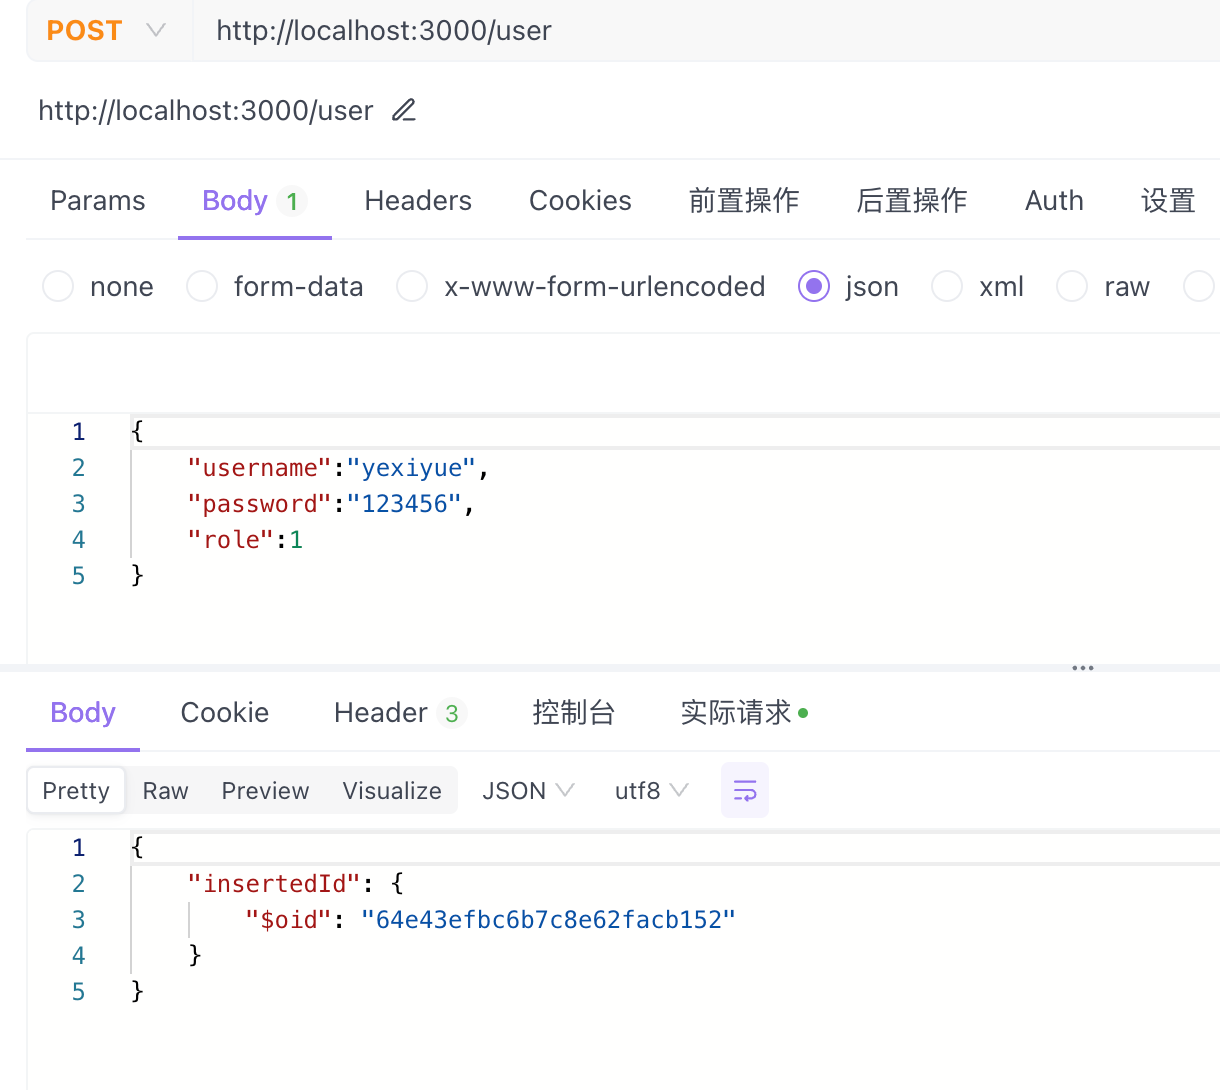 POST http://localhost:3000/user
http://localhost:3000/user
Params Body 1 Headers Cookies 前置操作 后置操作 Auth 设置
none form-data x-www-form-urlencoded json xml raw
1 {
2 "username":"yexiyue",
3 "password":"123456",
4 "role":1
5 }
Body Cookie Header 3 控制台 实际请求
Pretty Raw Preview Visualize JSON utf8
1 {
2 "insertedId": {
3 "$oid": "64e43efbc6b7c8e62facb152"
4 }
5 }